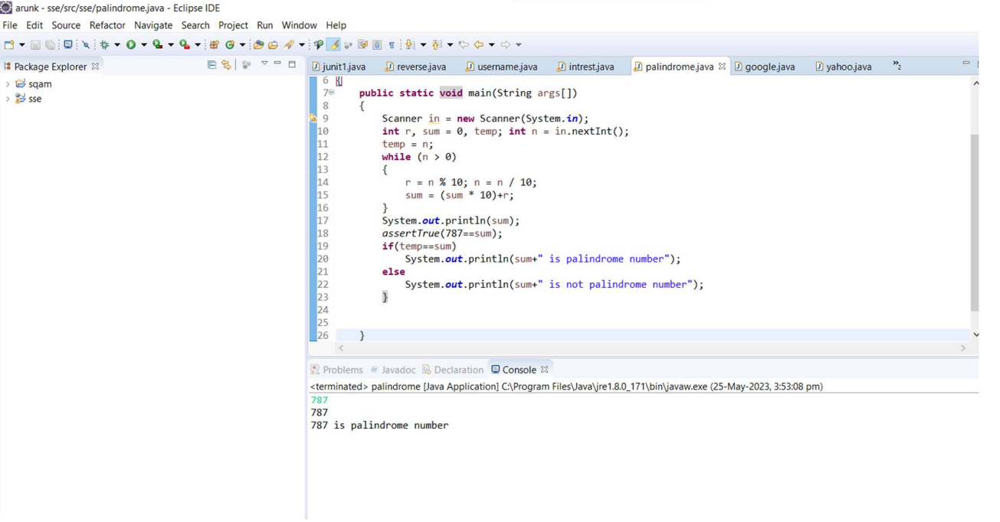 arunk - sse/src/sse/palindrome.java - Eclipse IDE
File Edit Source Refactor Navigate Search Project Run Window Help
Package Explorer
junit1.java reverse.java username.java intrest.java palindrome.java google.java yahoo.java »2
sqam
sse
6 {
7 public static void main(String args[])
8 {
9 Scanner in = new Scanner(System.in);
10 int r, sum = 0, temp; int n = in.nextInt();
11 temp = n;
12 while (n > 0)
13 {
14 r = n % 10; n = n / 10;
15 sum = (sum * 10)+r;
16 }
17 System.out.println(sum);
18 assertTrue(787==sum);
19 if(temp==sum)
20 System.out.println(sum+" is palindrome number");
21 else
22 System.out.println(sum+" is not palindrome number");
23 }
24
25
26 }
Problems Javadoc Declaration Console
<terminated> palindrome [Java Application] C:\Program Files\Java\jre1.8.0_171\bin\javaw.exe (25-May-2023, 3:53:08 pm)
787
787
787 is palindrome number